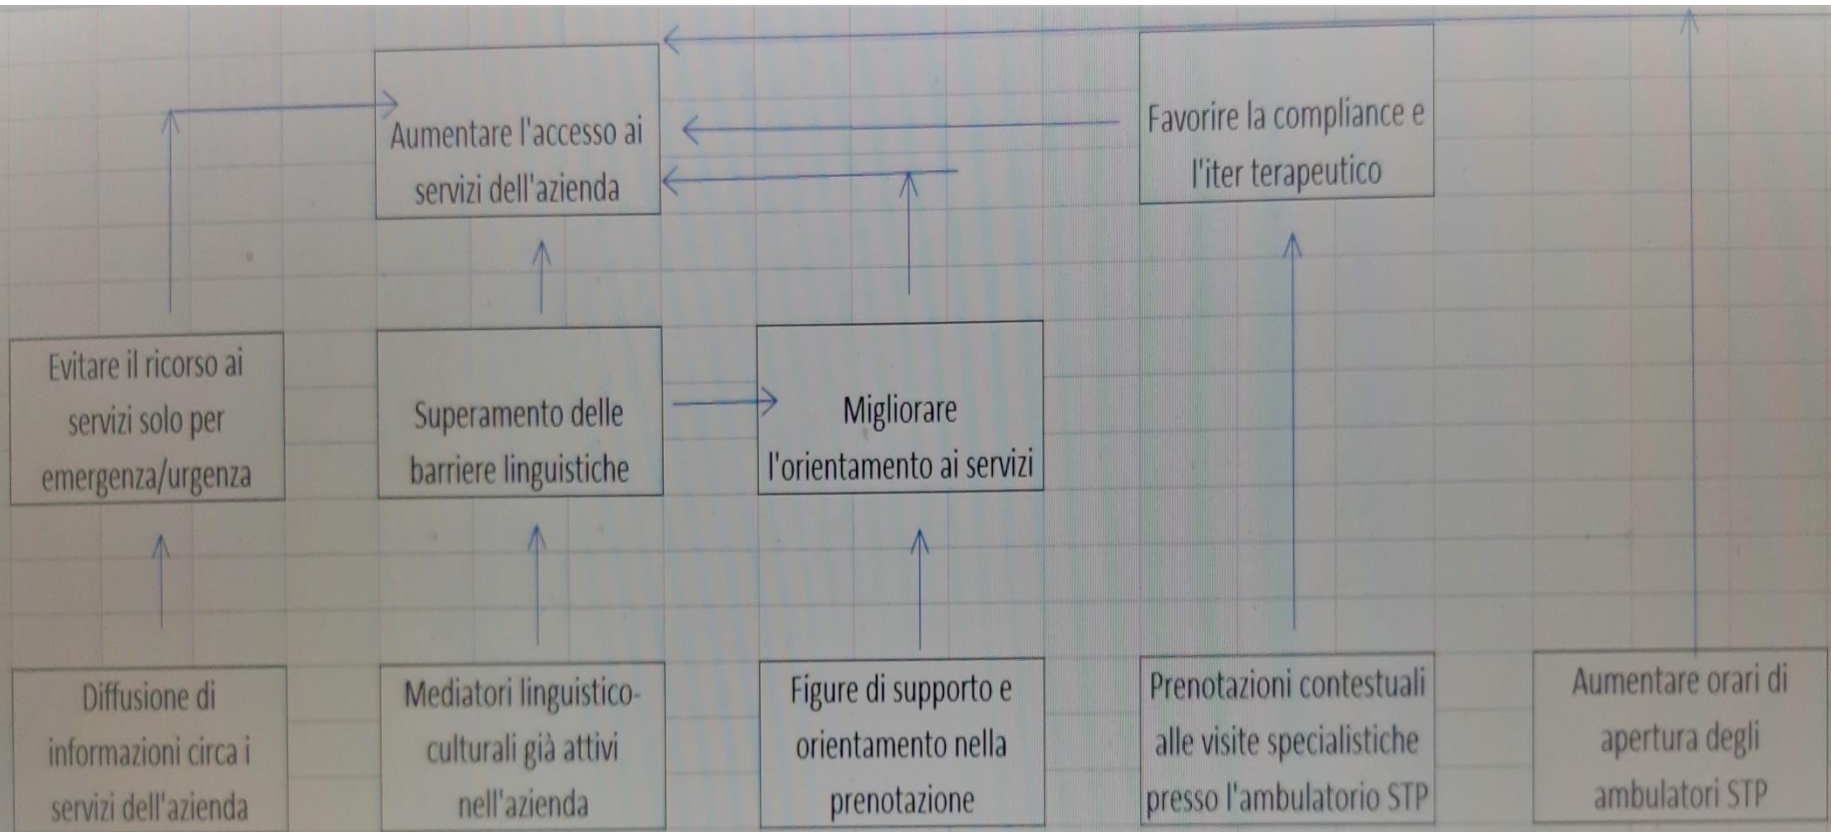 Aumentare l'accesso ai
servizi dell'azienda
Favorire la compliance e
l'iter terapeutico
Evitare il ricorso ai
servizi solo per
emergenza/urgenza
Superamento delle
barriere linguistiche
Migliorare
l'orientamento ai servizi
Diffusione di
informazioni circa i
servizi dell'azienda
Mediatori linguistico-
culturali già attivi
nell'azienda
Figure di supporto e
orientamento nella
prenotazione
Prenotazioni contestuali
alle visite specialistiche
presso l'ambulatorio STP
Aumentare orari di
apertura degli
ambulatori STP